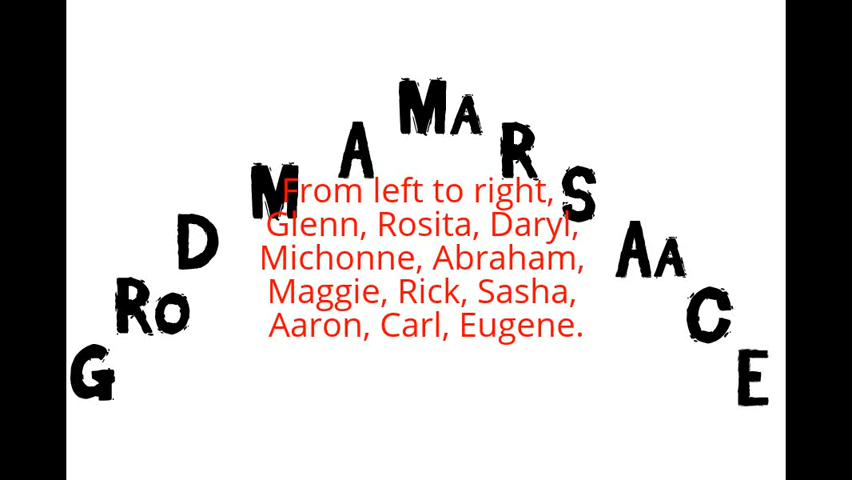 G
Ro
D
M
A
MA
R
S
AA
C
E
From left to right,
Glenn, Rosita, Daryl,
Michonne, Abraham,
Maggie, Rick, Sasha,
Aaron, Carl, Eugene.